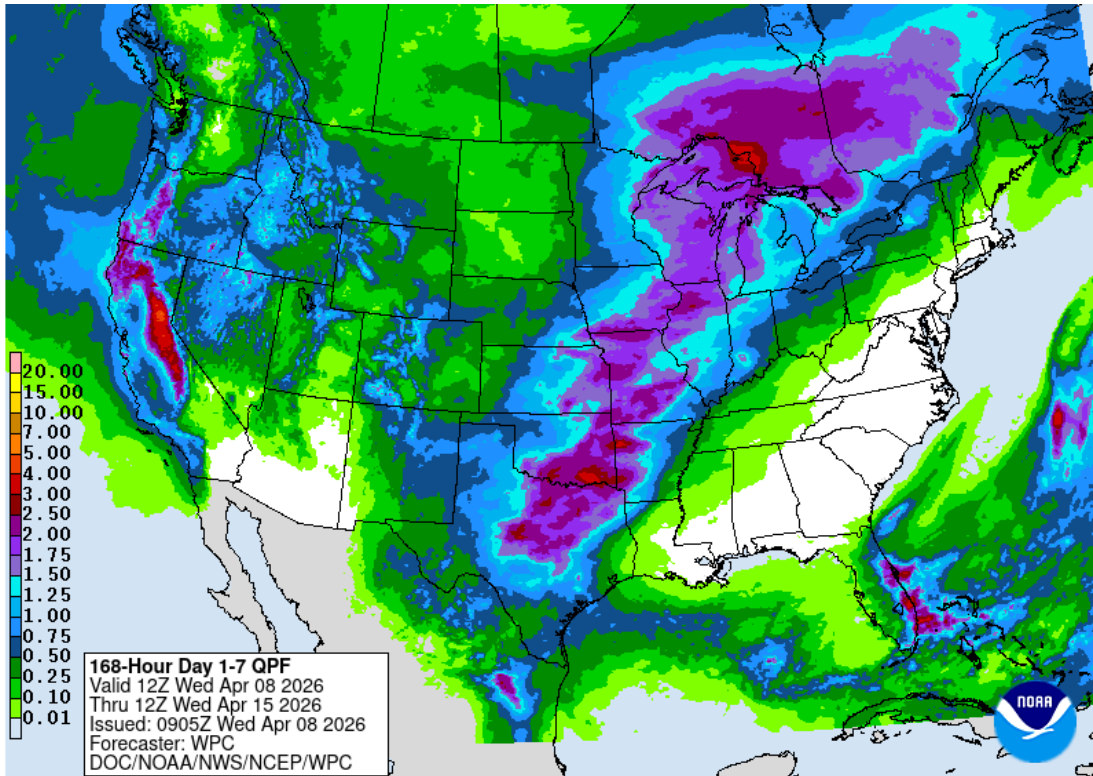 20.00
15.00
10.00
7.00
5.00
4.00
3.00
2.50
2.00
1.75
1.50
1.25
1.00
0.75
0.50
0.25
0.10
0.01
168-Hour Day 1-7 QPF
Valid 12Z Wed Apr 08 2026
Thru 12Z Wed Apr 15 2026
Issued: 0905Z Wed Apr 08 2026
Forecaster: WPC
DOC/NOAA/NWS/NCEP/WPC
NOAA